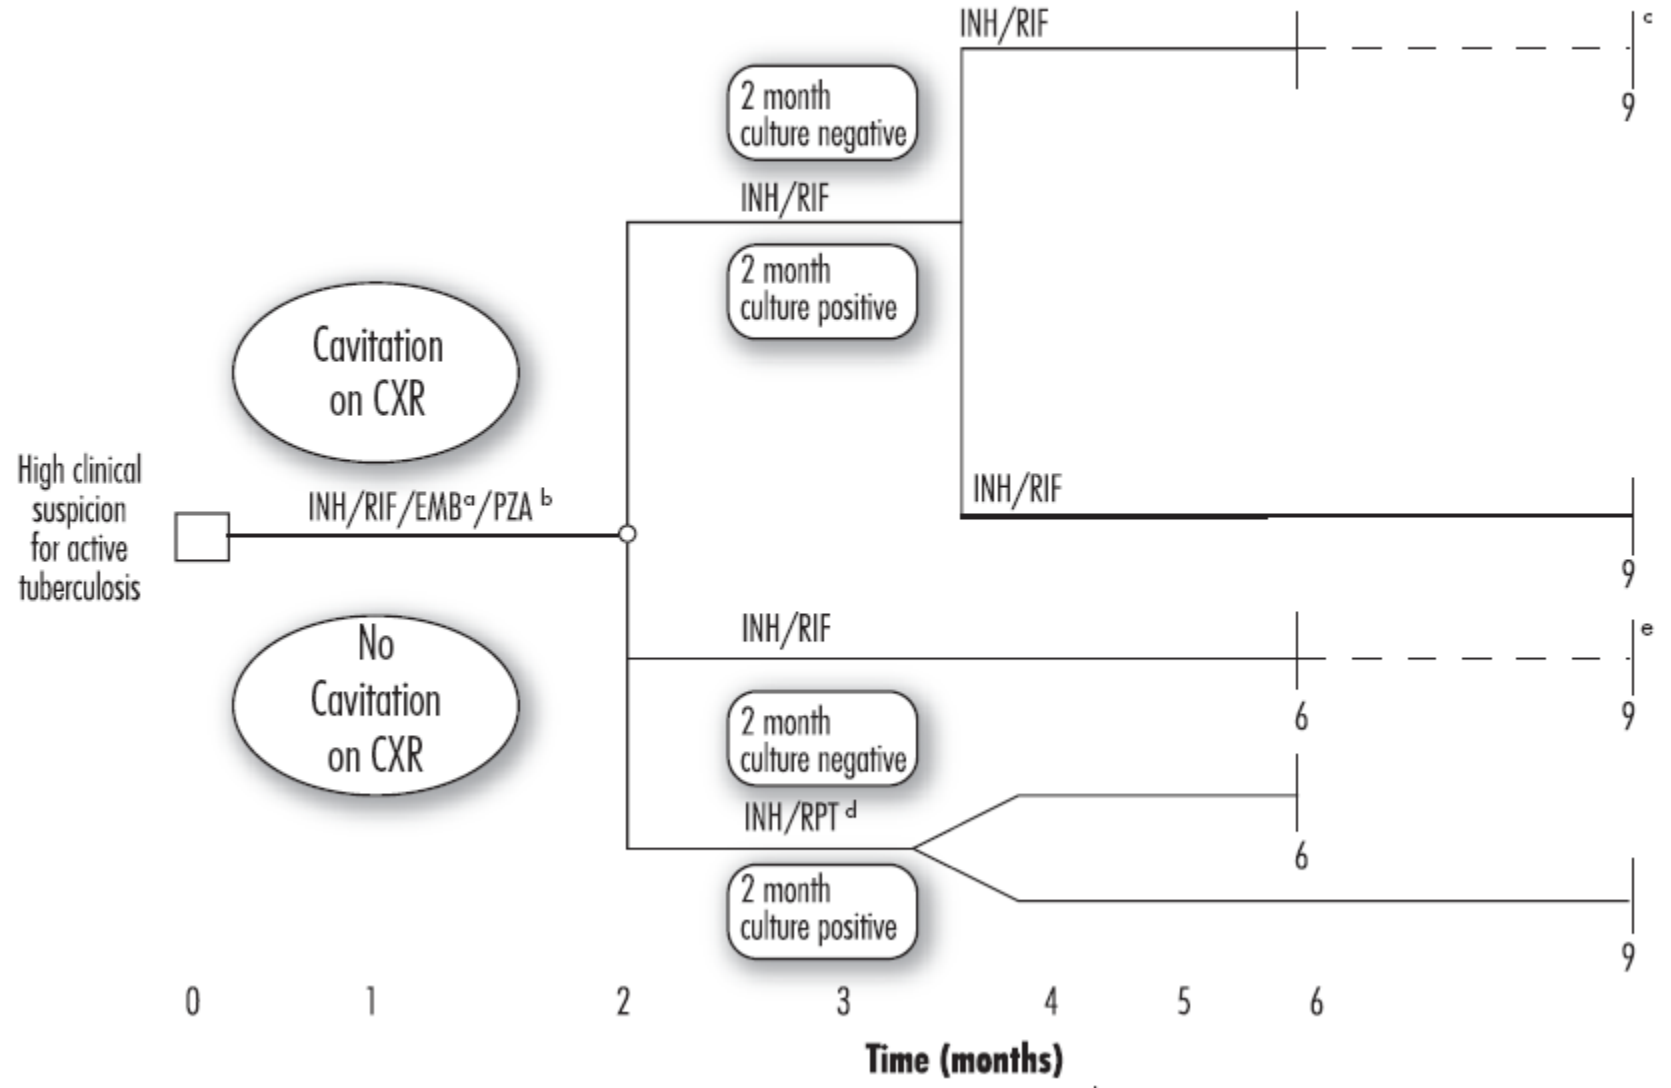 INH/RIF
c
2 month
culture negative
9
INH/RIF
2 month
culture positive
Cavitation
on CXR
High clinical
suspicion
for active
tuberculosis
INH/RIF/EMBa/PZA b
INH/RIF
9
No
Cavitation
on CXR
INH/RIF
e
6
9
2 month
culture negative
INH/RPT d
6
2 month
culture positive
9
0 1 2 3 4 5 6
Time (months)